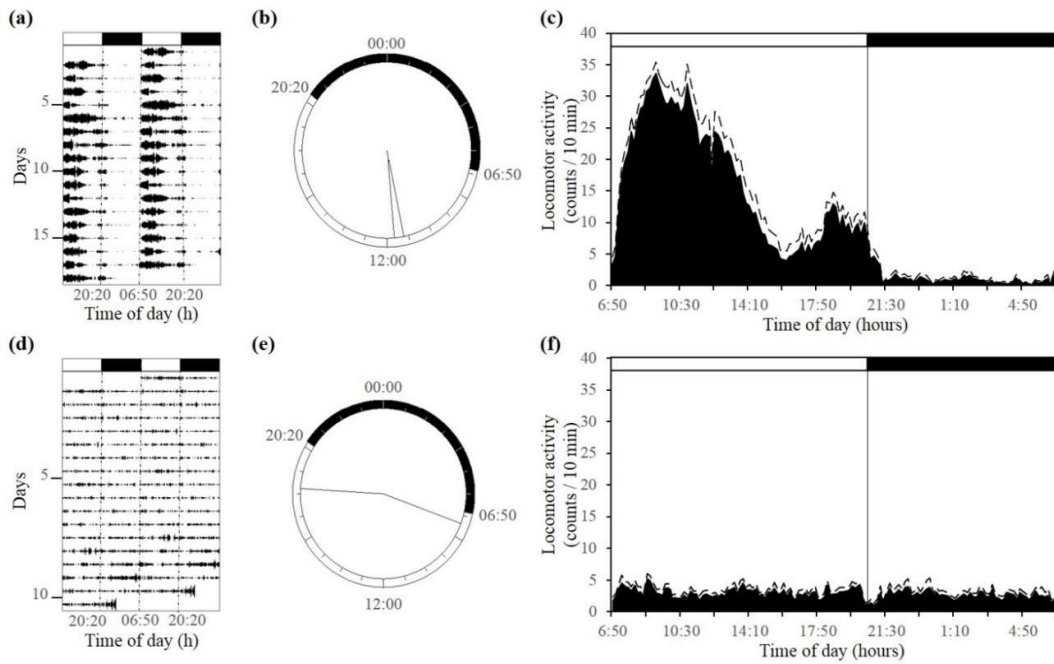 (a)
5
10
15
Days
20:20 06:50 20:20
Time of day (h)
(b)
00:00
20:20
06:50
12:00
(c)
40
35
30
25
20
15
10
5
0
Locomotor activity
(counts / 10 min)
6:50 10:30 14:10 17:50 21:30 1:10 4:50
Time of day (hours)
(d)
5
10
Days
20:20 06:50 20:20
Time of day (h)
(e)
00:00
20:20
06:50
12:00
(f)
40
35
30
25
20
15
10
5
0
Locomotor activity
(counts / 10 min)
6:50 10:30 14:10 17:50 21:30 1:10 4:50
Time of day (hours)